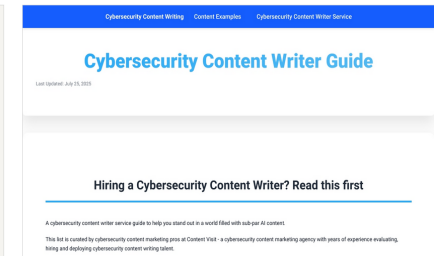 Cybersecurity Content Writing Content Examples Cybersecurity Content Writer Service
Cybersecurity Content Writer Guide
Last Updated: July 25, 2025
Hiring a Cybersecurity Content Writer? Read this first
A cybersecurity content writer service guide to help you stand out in a world filled with sub-par AI content.
This list is curated by cybersecurity content marketing pros at Content Visit - a cybersecurity content marketing agency with years of experience evaluating,
hiring and deploying cybersecurity content writing talent.